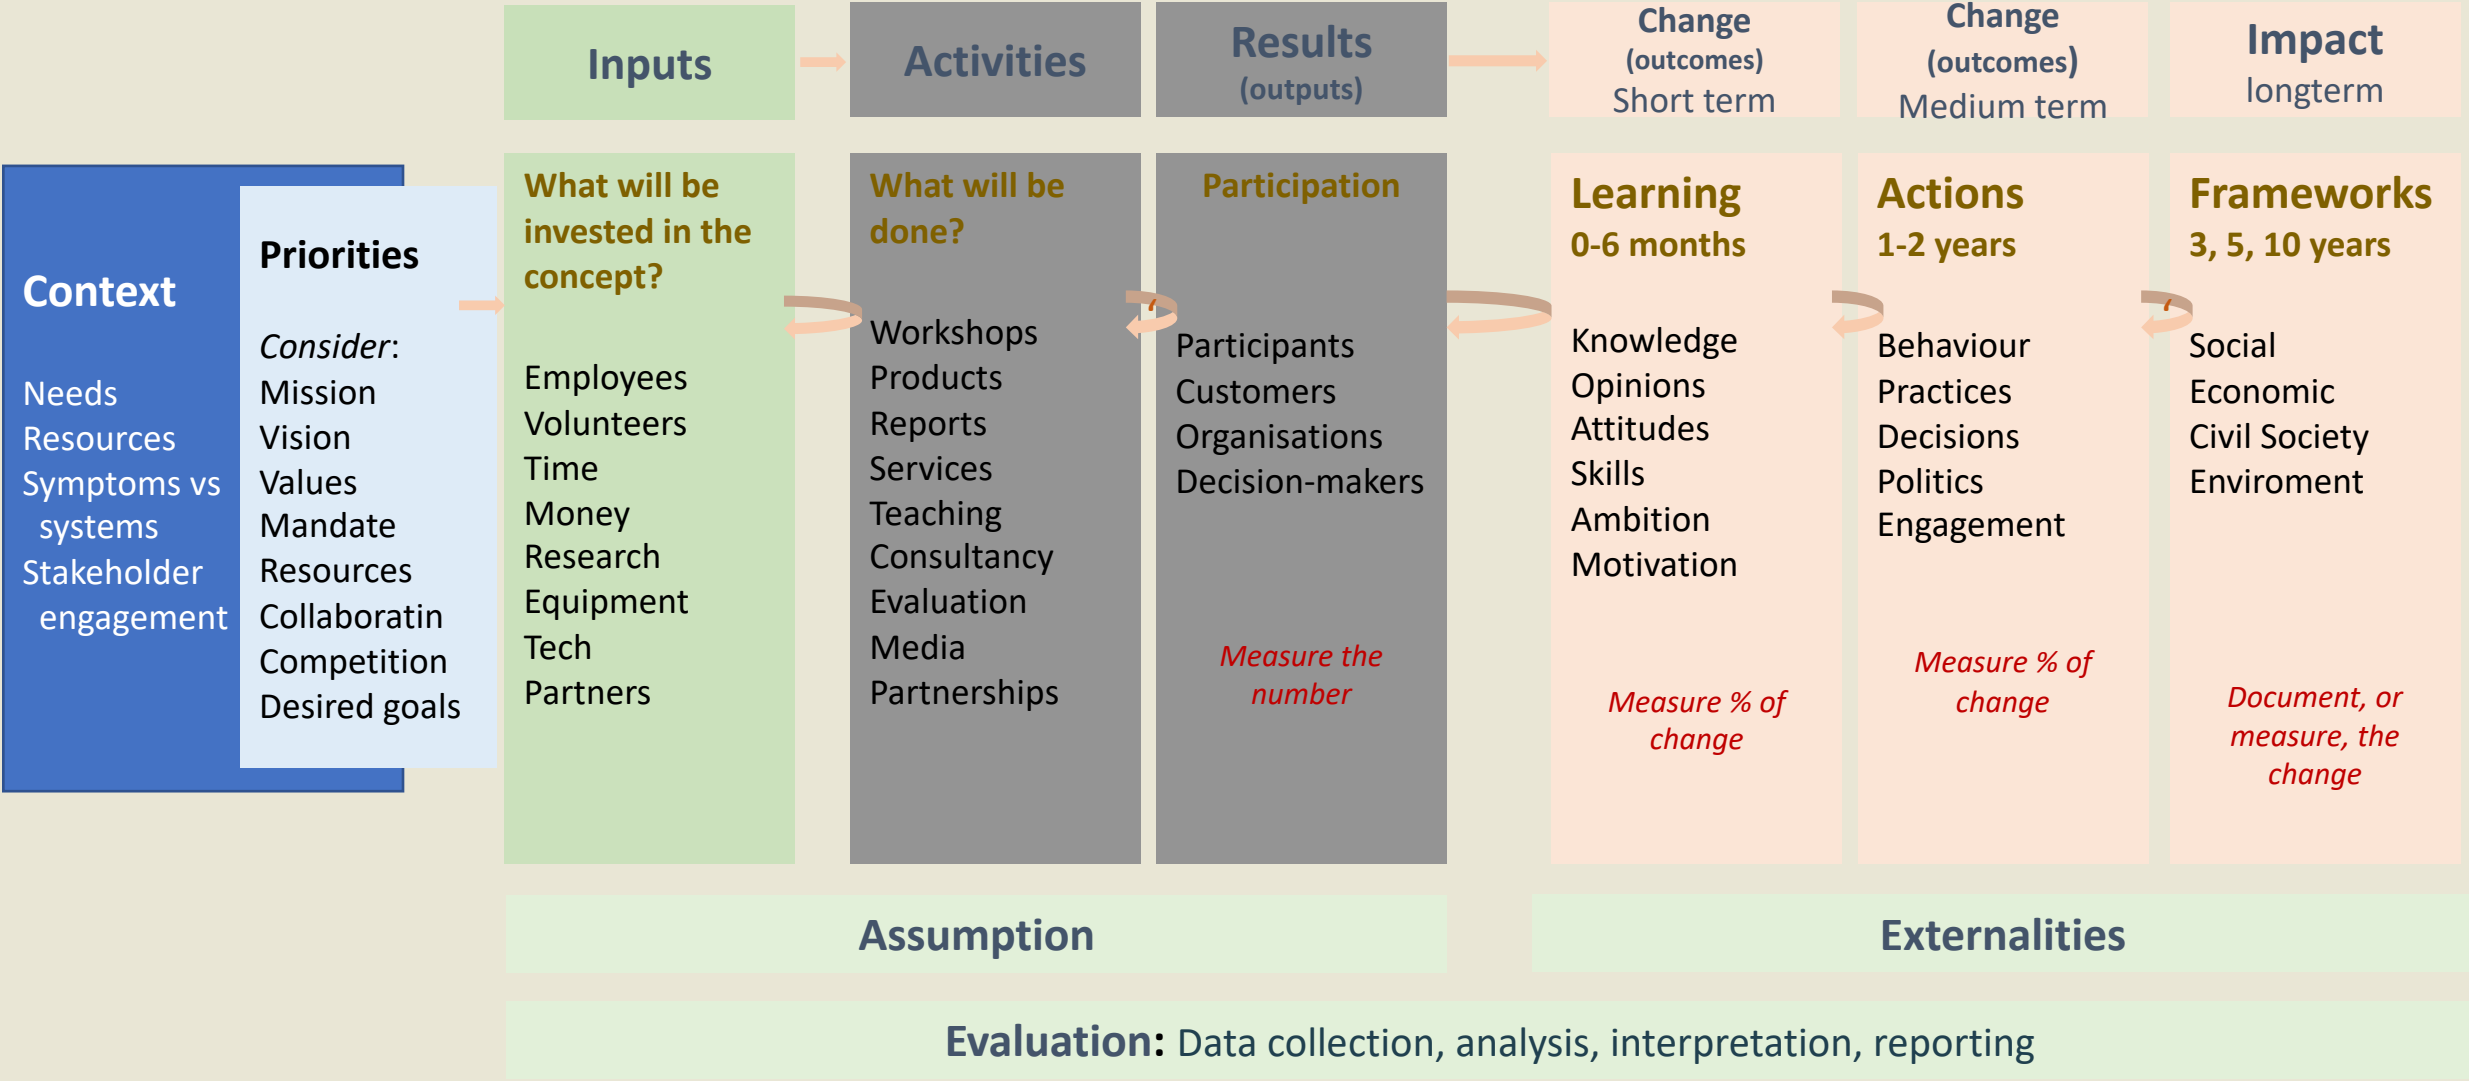 Inputs
Activities
Results
(outputs)
Change
(outcomes)
Short term
Change
(outcomes)
Medium term
Impact
longterm
Context
Needs
Resources
Symptoms vs
systems
Stakeholder
engagement
Priorities
Consider:
Mission
Vision
Values
Mandate
Resources
Collaboratin
Competition
Desired goals
What will be
invested in the
concept?
Employees
Volunteers
Time
Money
Research
Equipment
Tech
Partners
What will be
done?
Workshops
Products
Reports
Services
Teaching
Consultancy
Evaluation
Media
Partnerships
Participation
Participants
Customers
Organisations
Decision-makers
Measure the
number
Learning
0-6 months
Knowledge
Opinions
Attitudes
Skills
Ambition
Motivation
Measure % of
change
Actions
1-2 years
Behaviour
Practices
Decisions
Politics
Engagement
Measure % of
change
Frameworks
3, 5, 10 years
Social
Economic
Civil Society
Enviroment
Document, or
measure, the
change
Assumption
Externalities
Evaluation: Data collection, analysis, interpretation, reporting